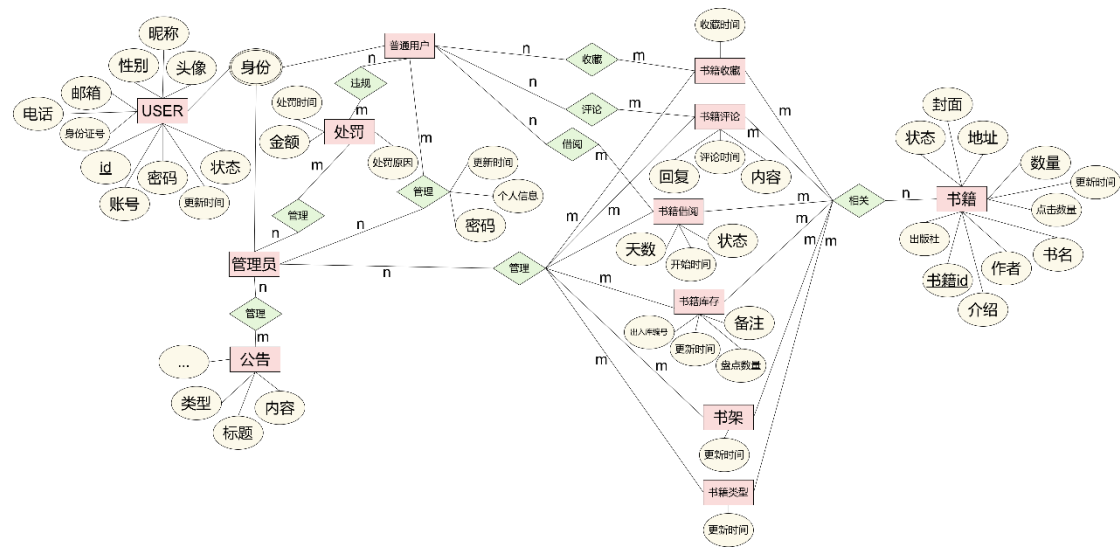 昵称
性别
头像
邮箱
电话
USER
身份证号
id
状态
密码
账号
更新时间
身份
普通用户
n
m
违规
m
处罚时间
金额
处罚
处罚原因
m
管理
n
管理员
n
管理
m
公告
...
类型
标题
内容
m
管理
n
更新时间
个人信息
密码
n
收藏
m
n
评论
m
n
借阅
m
n
管理
收藏时间
书籍收藏
m
书籍评论
m
回复
评论时间
内容
书籍借阅
m
天数
开始时间
状态
m
m
m
书籍库存
m
出入库编号
更新时间
备注
盘点数量
m
m
书架
m
更新时间
m
书籍类型
m
更新时间
相关
n
书籍
封面
状态
地址
数量
更新时间
点击数量
出版社
书籍id
介绍
作者
书名